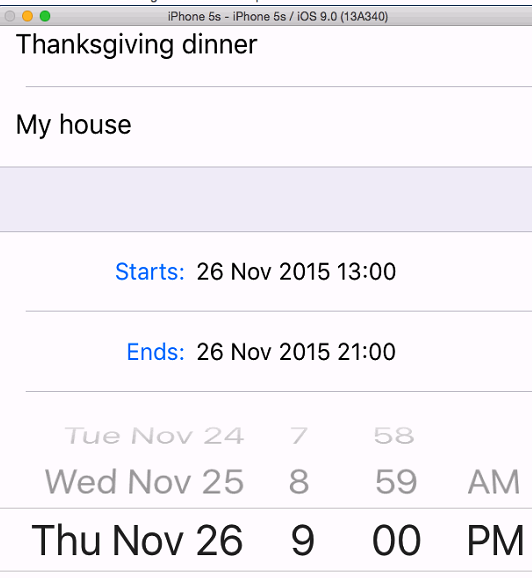 iPhone 5s - iPhone 5s / iOS 9.0 (13A340)
Thanksgiving dinner
My house
Starts: 26 Nov 2015 13:00
Ends: 26 Nov 2015 21:00
Tue Nov 24 7 58
Wed Nov 25 8 59 AM
Thu Nov 26 9 00 PM